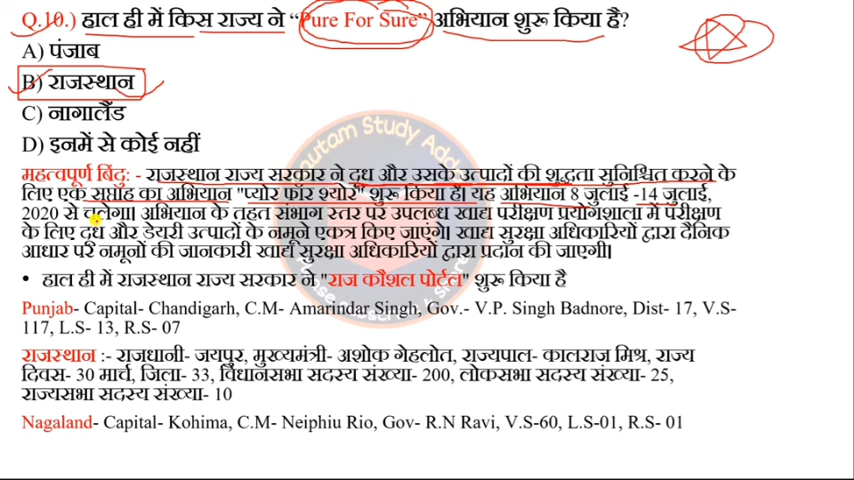 Q.10.) हाल ही में किस राज्य ने “Pure For Sure” अभियान शुरू किया है?
A) पंजाब
B) राजस्थान
C) नागालैंड
D) इनमें से कोई नहीं
महत्वपूर्ण बिंदु: - राजस्थान राज्य सरकार ने दूध और उसके उत्पादों की शुद्धता सुनिश्चित करने के
लिए एक सप्ताह का अभियान "प्योर फॉर श्योर" शुरू किया है। यह अभियान 8 जुलाई -14 जुलाई,
2020 से चलेगा। अभियान के तहत संभाग स्तर पर उपलब्ध खाद्य परीक्षण प्रयोगशाला में परीक्षण
के लिए दूध और डेयरी उत्पादों के नमूने एकत्र किए जाएंगे। खाद्य सुरक्षा अधिकारियों द्वारा दैनिक
आधार पर नमूनों की जानकारी खाद्य सुरक्षा अधिकारियों द्वारा प्रदान की जाएगी।
• हाल ही में राजस्थान राज्य सरकार ने "राज कौशल पोर्टल" शुरू किया है
Punjab- Capital- Chandigarh, C.M- Amarindar Singh, Gov.- V.P. Singh Badnore, Dist- 17, V.S-
117, L.S- 13, R.S- 07
राजस्थान :- राजधानी- जयपुर, मुख्यमंत्री- अशोक गेहलोत, राज्यपाल- कालराज मिश्र, राज्य
दिवस- 30 मार्च, जिला- 33, विधानसभा सदस्य संख्या- 200, लोकसभा सदस्य संख्या- 25,
राज्यसभा सदस्य संख्या- 10
Nagaland- Capital- Kohima, C.M- Neiphiu Rio, Gov- R.N Ravi, V.S-60, L.S-01, R.S- 01